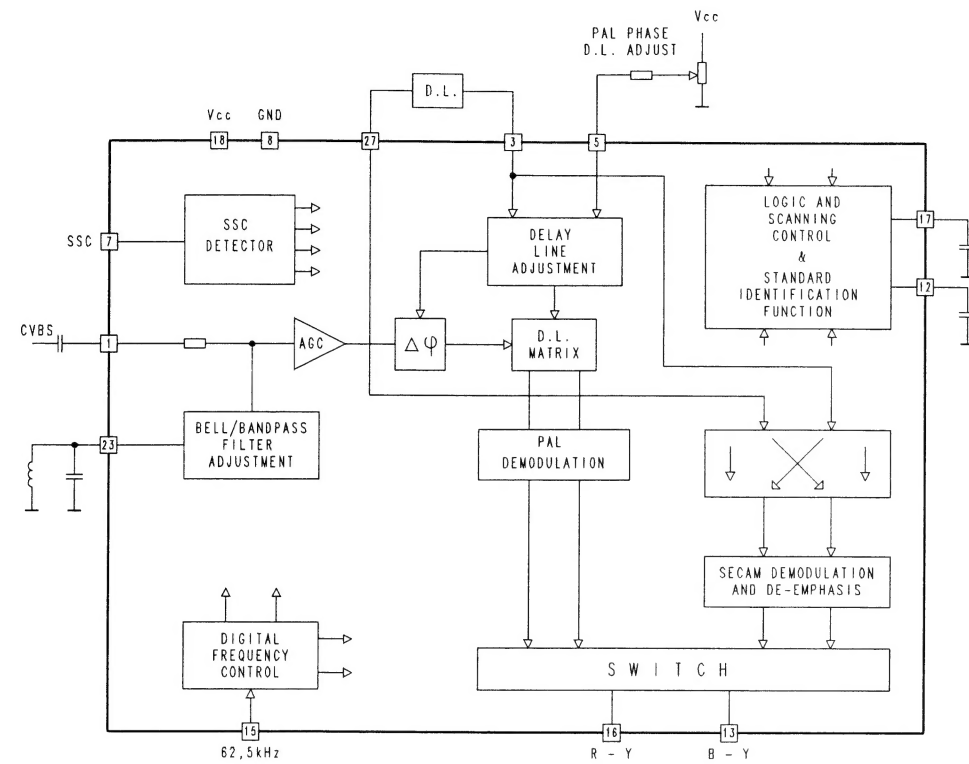 Vcc
PAL PHASE
D.L. ADJUST
D.L.
Vcc GND
18 8 27 3 5
LOGIC AND
SCANNING
CONTROL
&
STANDARD
IDENTIFICATION
FUNCTION
17
12
SSC 7
SSC
DETECTOR
DELAY
LINE
ADJUSTMENT
CVBS
1
AGC
Δφ
D.L.
MATRIX
23
BELL/BANDPASS
FILTER
ADJUSTMENT
PAL
DEMODULATION
SECAM DEMODULATION
AND DE-EMPHASIS
DIGITAL
FREQUENCY
CONTROL
SWITCH
15 16 13
62,5kHz R - Y B - Y